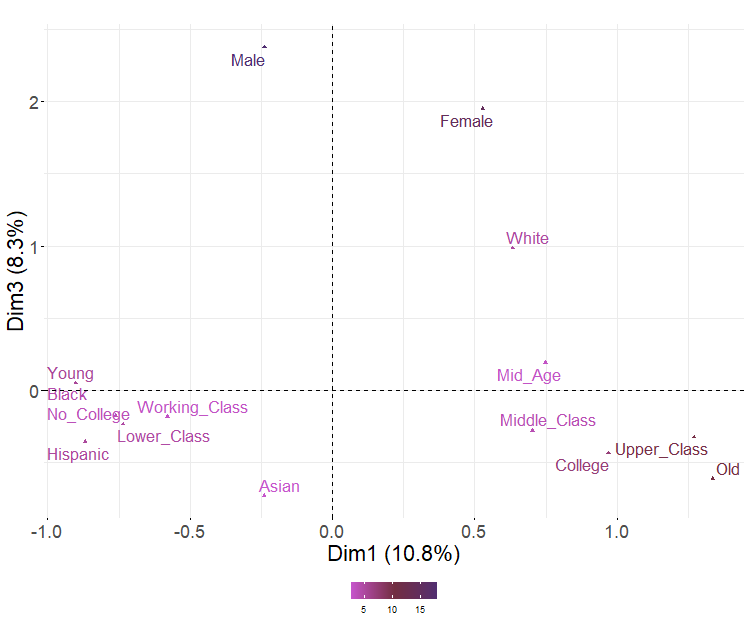 Male
Female
2
White
1
Dim3 (8.3%)
Young
Mid_Age
0
Black
No_College
Working_Class
Middle_Class
Lower_Class
Hispanic
Upper_Class
College
Old
Asian
-1.0
-0.5
0.0
0.5
1.0
Dim1 (10.8%)
5
10
15